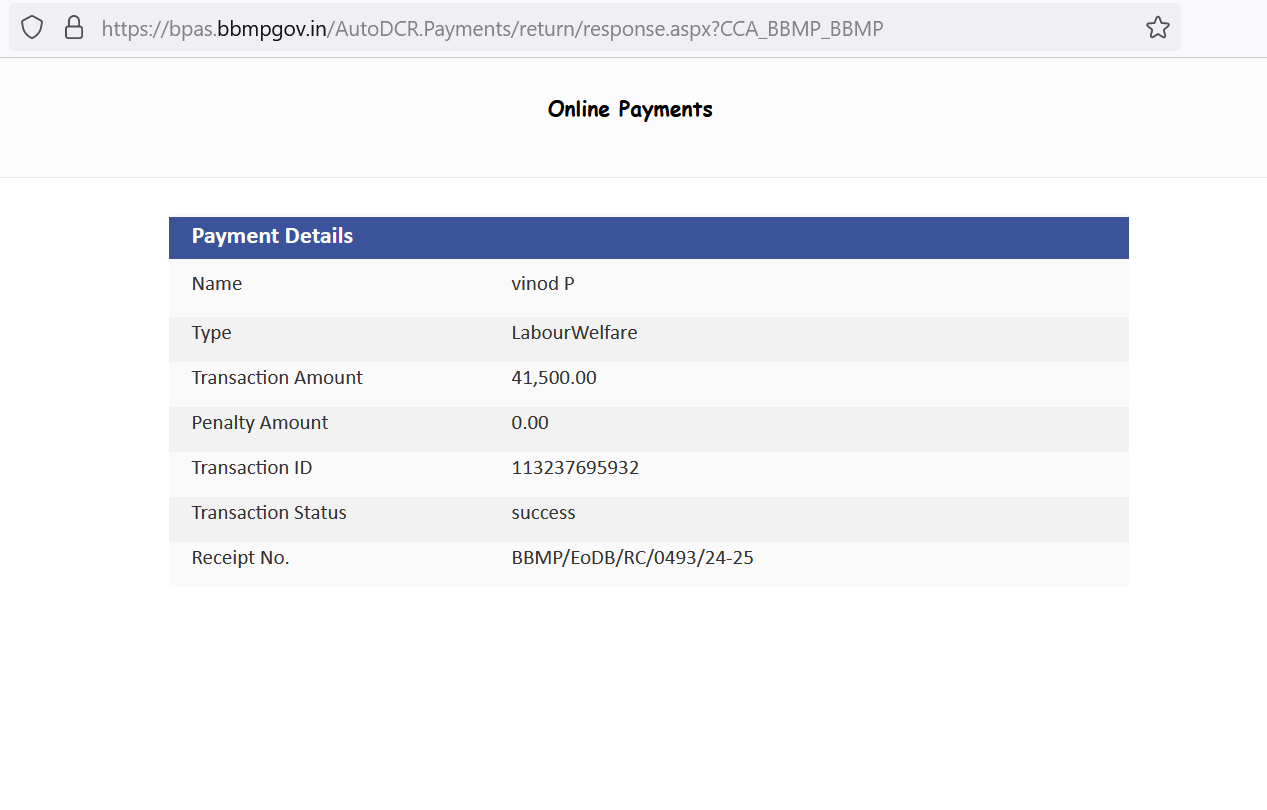 https://bpas.bbmpgov.in/AutoDCR.Payments/return/response.aspx?CCA_BBMP_BBMP
Online Payments
Payment Details
Name vinod P
Type LabourWelfare
Transaction Amount 41,500.00
Penalty Amount 0.00
Transaction ID 113237695932
Transaction Status success
Receipt No. BBMP/EoDB/RC/0493/24-25